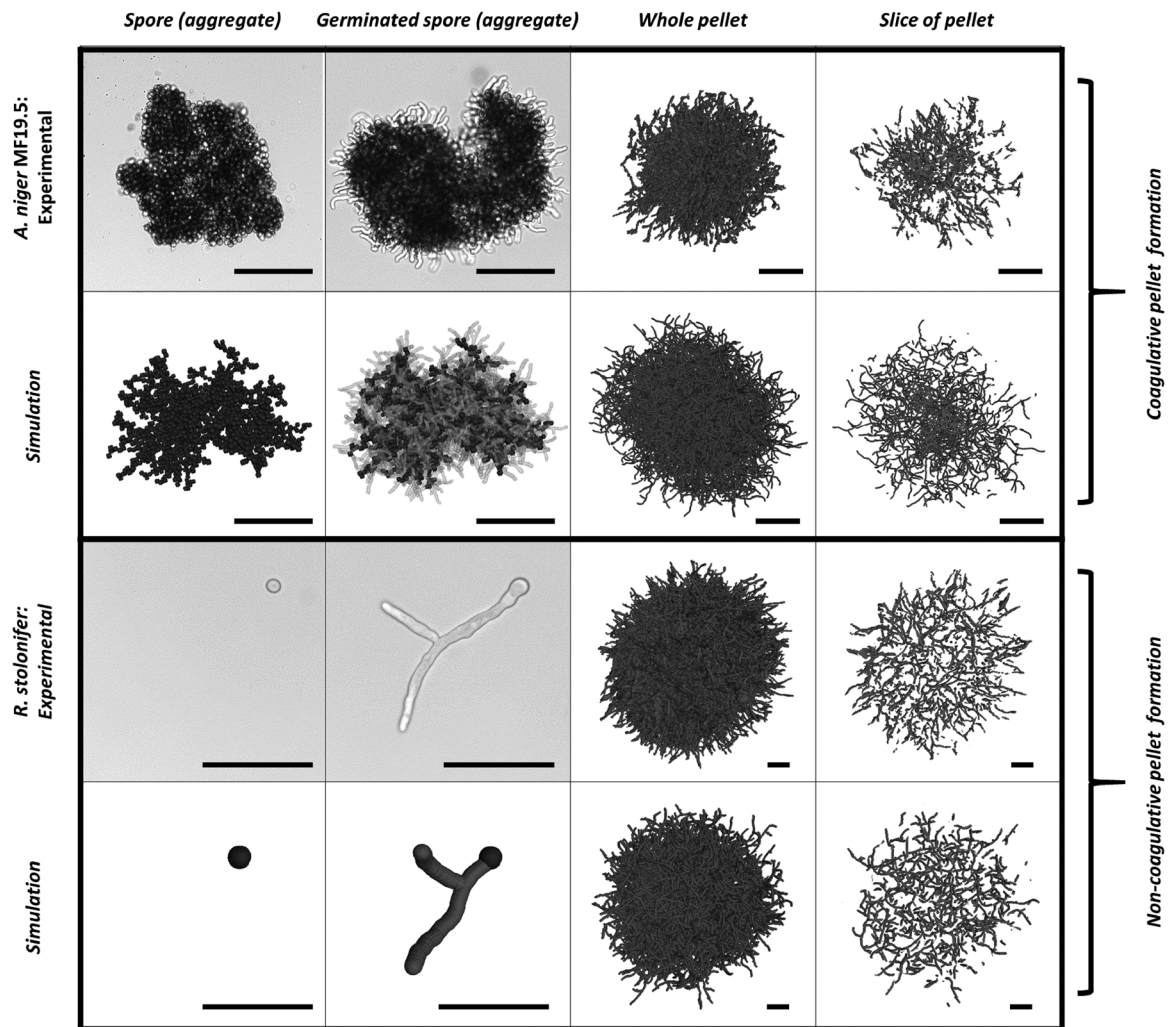 Spore (aggregate)
Germinated spore (aggregate)
Whole pellet
Slice of pellet
A. niger MF19.5:
Experimental
Simulation
Coagulative pellet formation
R. stolonifer:
Experimental
Simulation
Non-coagulative pellet formation